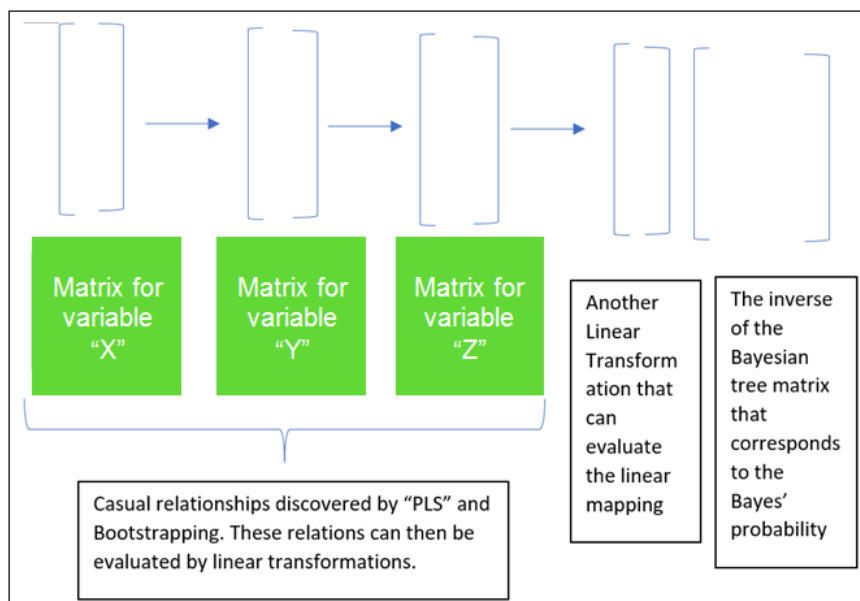 Matrix for
variable
“X”
Matrix for
variable
“Y”
Matrix for
variable
“Z”
Another
Linear
Transform
ation that
can
evaluate
the linear
mapping
The inverse
of the
Bayesian
tree matrix
that
corresponds
to the
Bayes’
probability
Casual relationships discovered by “PLS” and
Bootstrapping. These relations can then be
evaluated by linear transformations.